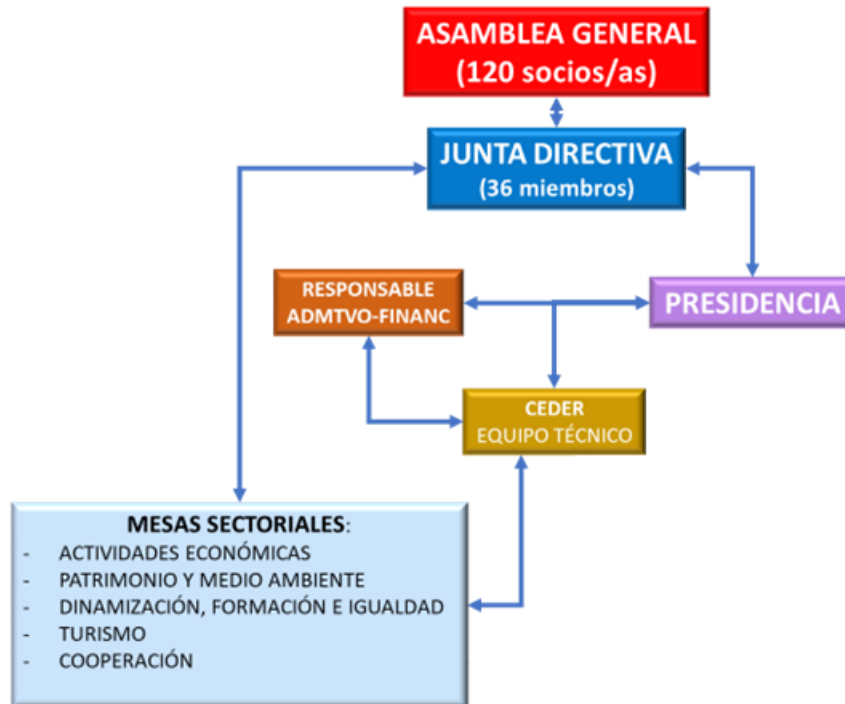 ASAMBLEA GENERAL
(120 socios/as)
JUNTA DIRECTIVA
(36 miembros)
RESPONSABLE
ADMTVO-FINANC
PRESIDENCIA
CEDER
EQUIPO TÉCNICO
MESAS SECTORIALES:
- ACTIVIDADES ECONÓMICAS
- PATRIMONIO Y MEDIO AMBIENTE
- DINAMIZACIÓN, FORMACIÓN E IGUALDAD
- TURISMO
- COOPERACIÓN